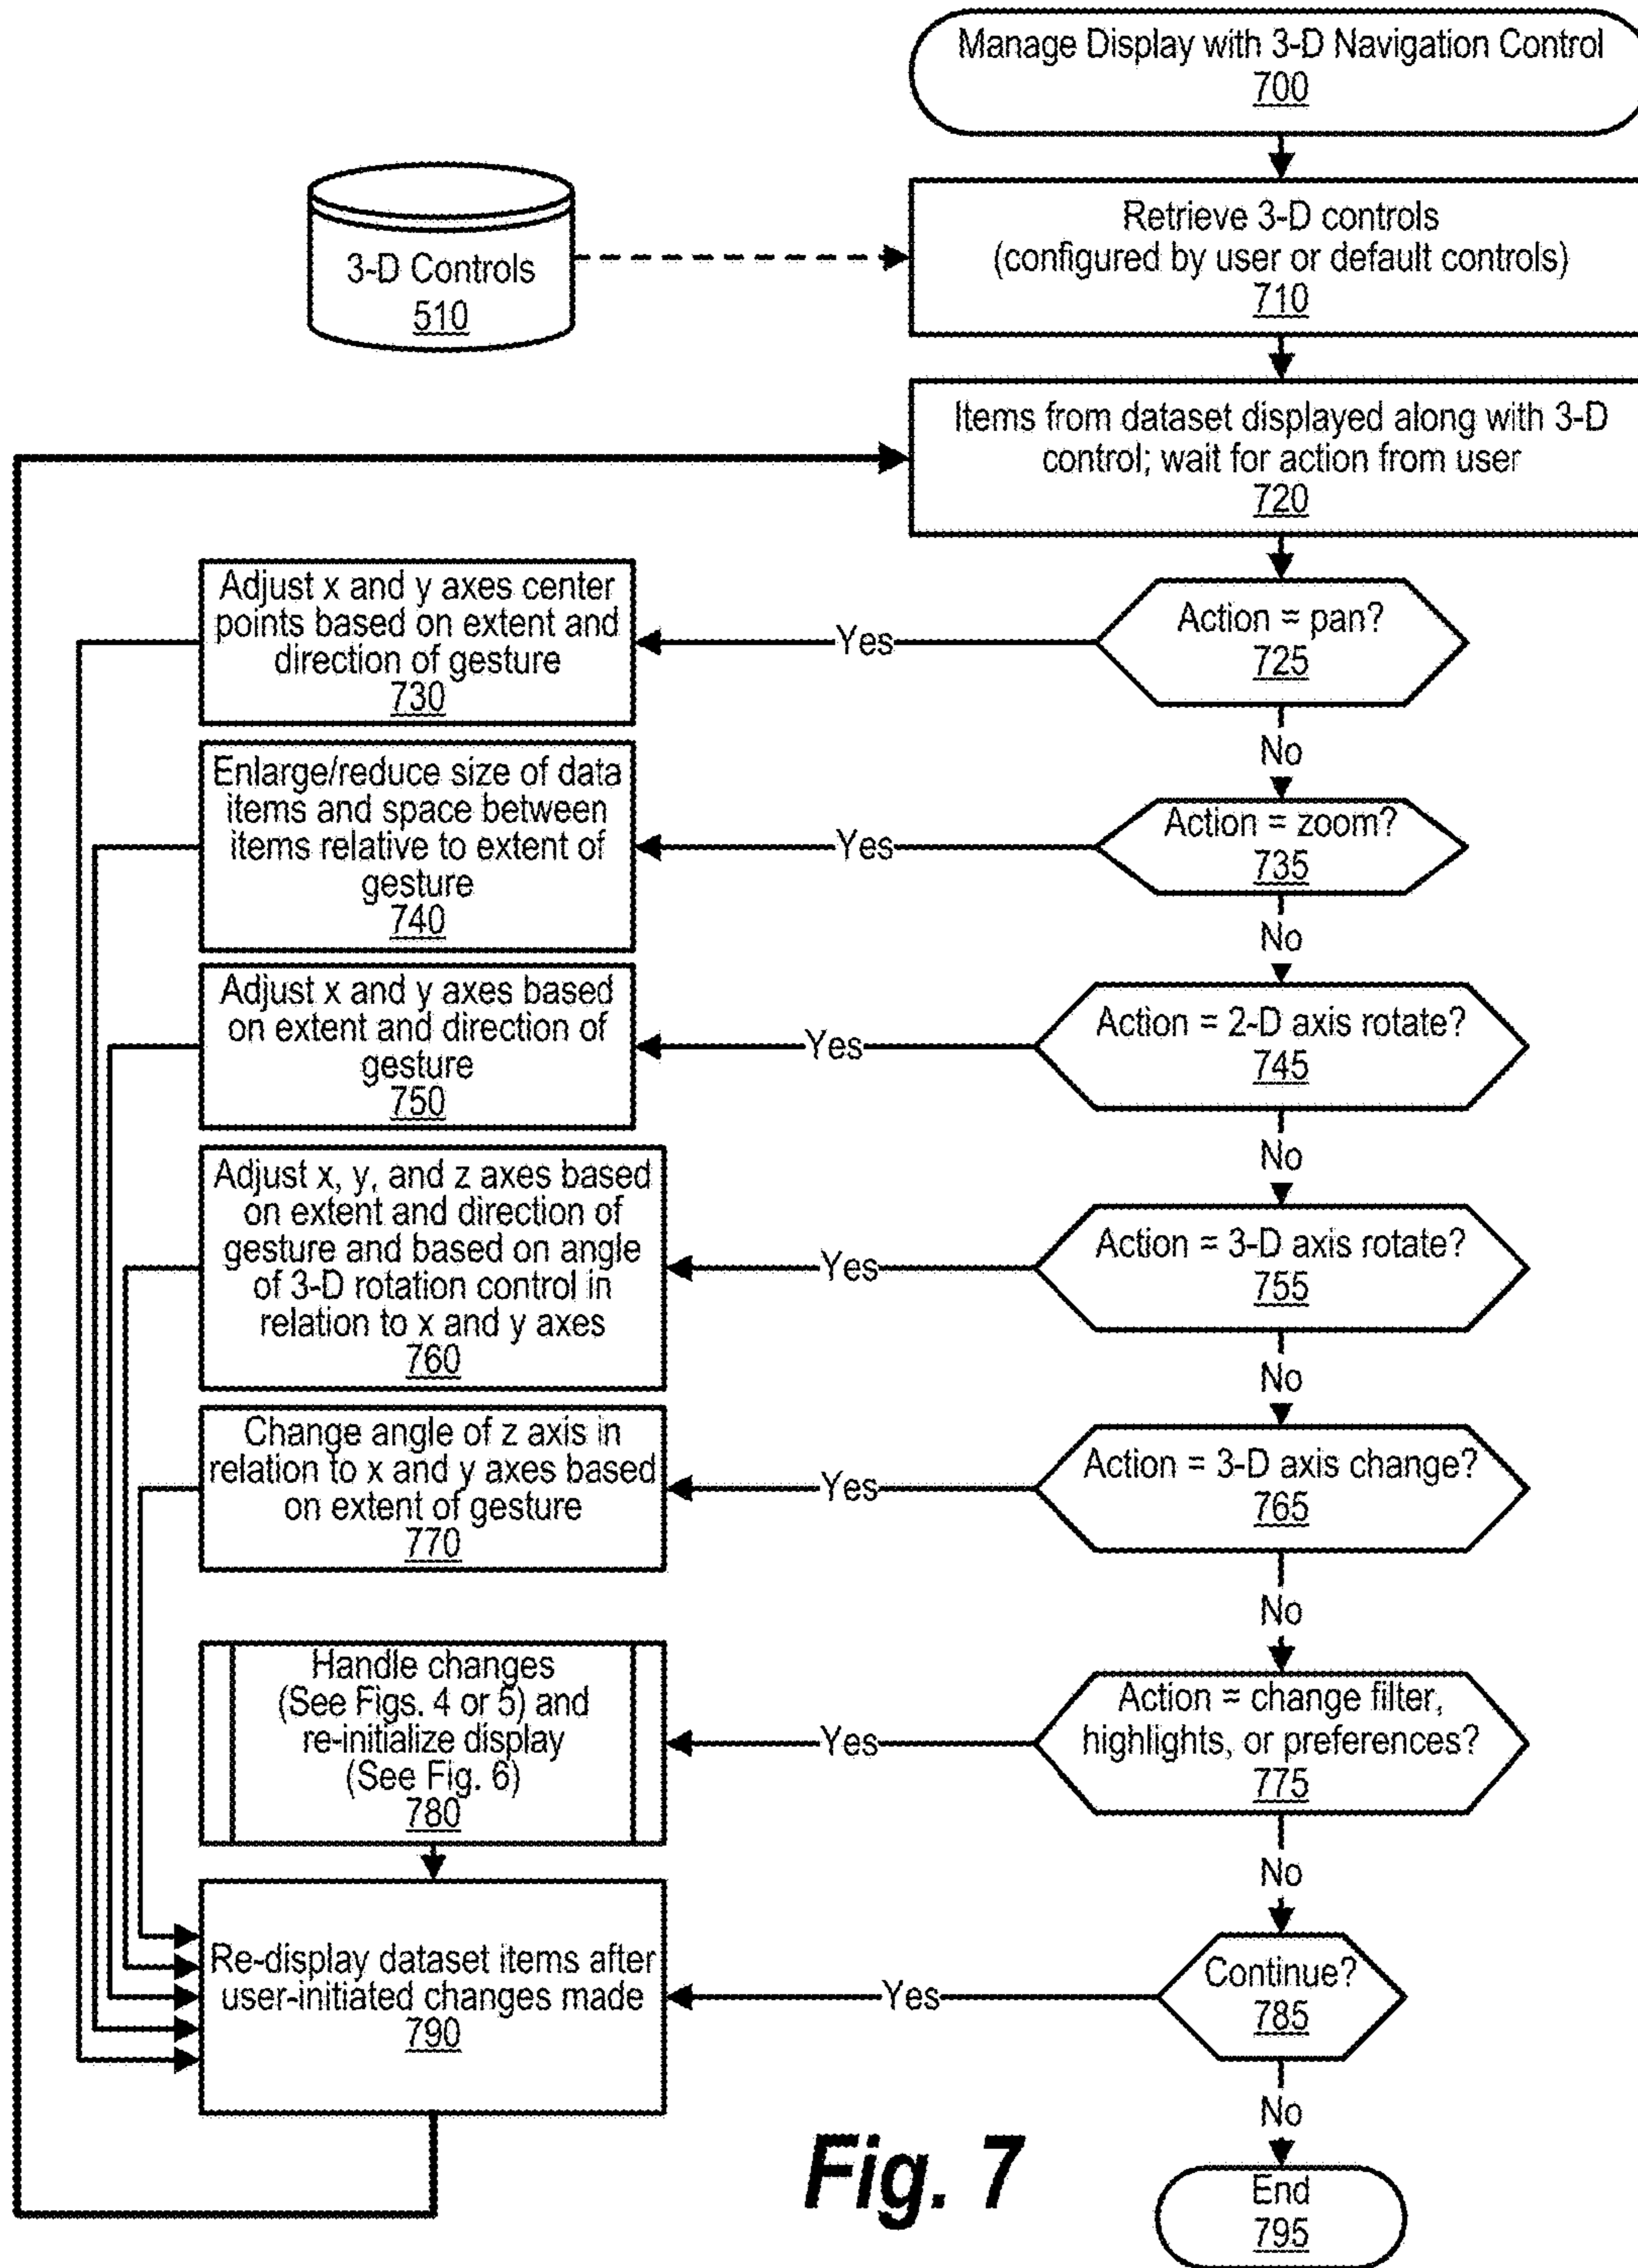 Manage Display with 3-D Navigation Control
700
3-D Controls
510
Retrieve 3-D controls
(configured by user or default controls)
710
Items from dataset displayed along with 3-D
control; wait for action from user
720
Adjust x and y axes center
points based on extent and
direction of gesture
730
Yes
Action = pan?
725
No
Enlarge/reduce size of data
items and space between
items relative to extent of
gesture
740
Yes
Action = zoom?
735
No
Adjust x and y axes based
on extent and direction of
gesture
750
Yes
Action = 2-D axis rotate?
745
No
Adjust x, y, and z axes based
on extent and direction of
gesture and based on angle
of 3-D rotation control in
relation to x and y axes
760
Yes
Action = 3-D axis rotate?
755
No
Change angle of z axis in
relation to x and y axes based
on extent of gesture
770
Yes
Action = 3-D axis change?
765
No
Handle changes
(See Figs. 4 or 5) and
re-initialize display
(See Fig. 6)
780
Yes
Action = change filter,
highlights, or preferences?
775
No
Re-display dataset items after
user-initiated changes made
790
Yes
Continue?
785
No
End
795
Fig. 7